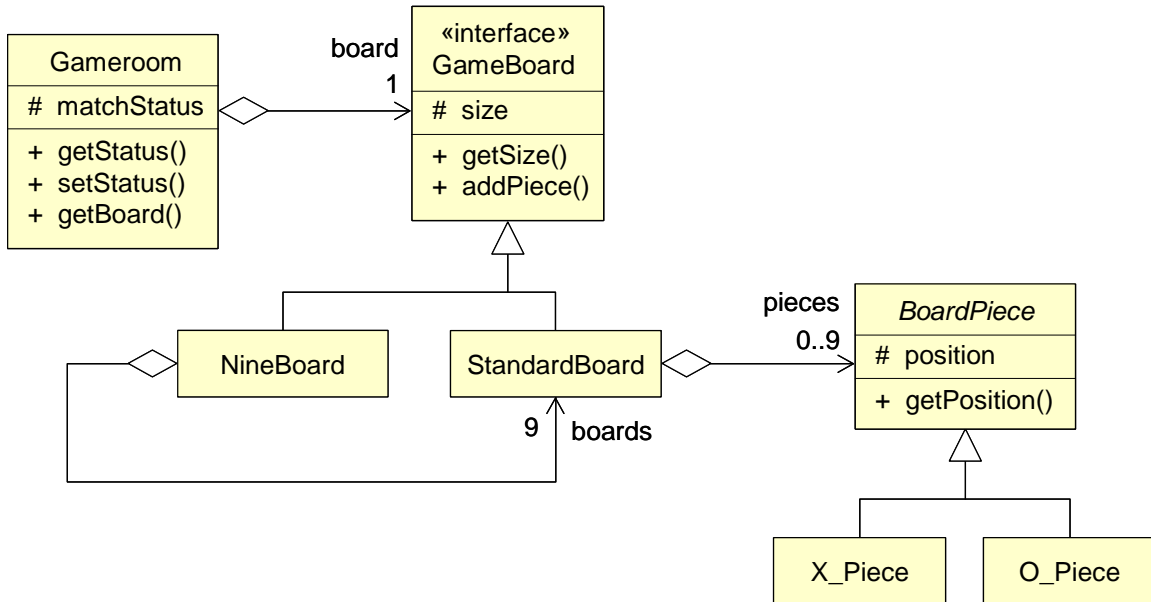 Gameroom
# matchStatus
+ getStatus()
+ setStatus()
+ getBoard()
board
1
«interface»
GameBoard
# size
+ getSize()
+ addPiece()
NineBoard
StandardBoard
9 boards
pieces
0..9
BoardPiece
# position
+ getPosition()
X_Piece
O_Piece